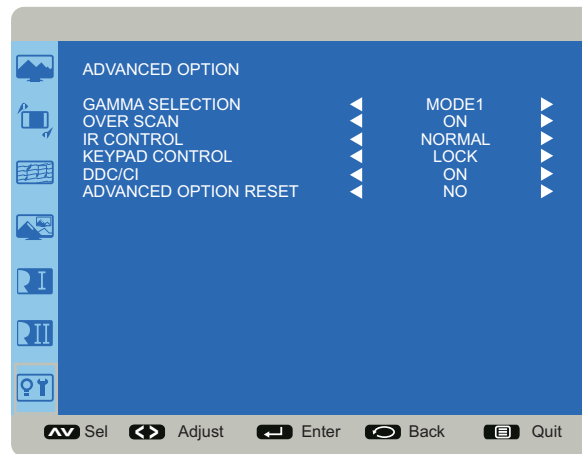 ADVANCED OPTION
GAMMA SELECTION MODE1
OVER SCAN ON
IR CONTROL NORMAL
KEYPAD CONTROL LOCK
DDC/CI ON
ADVANCED OPTION RESET NO
I
II
Sel Adjust Enter Back Quit